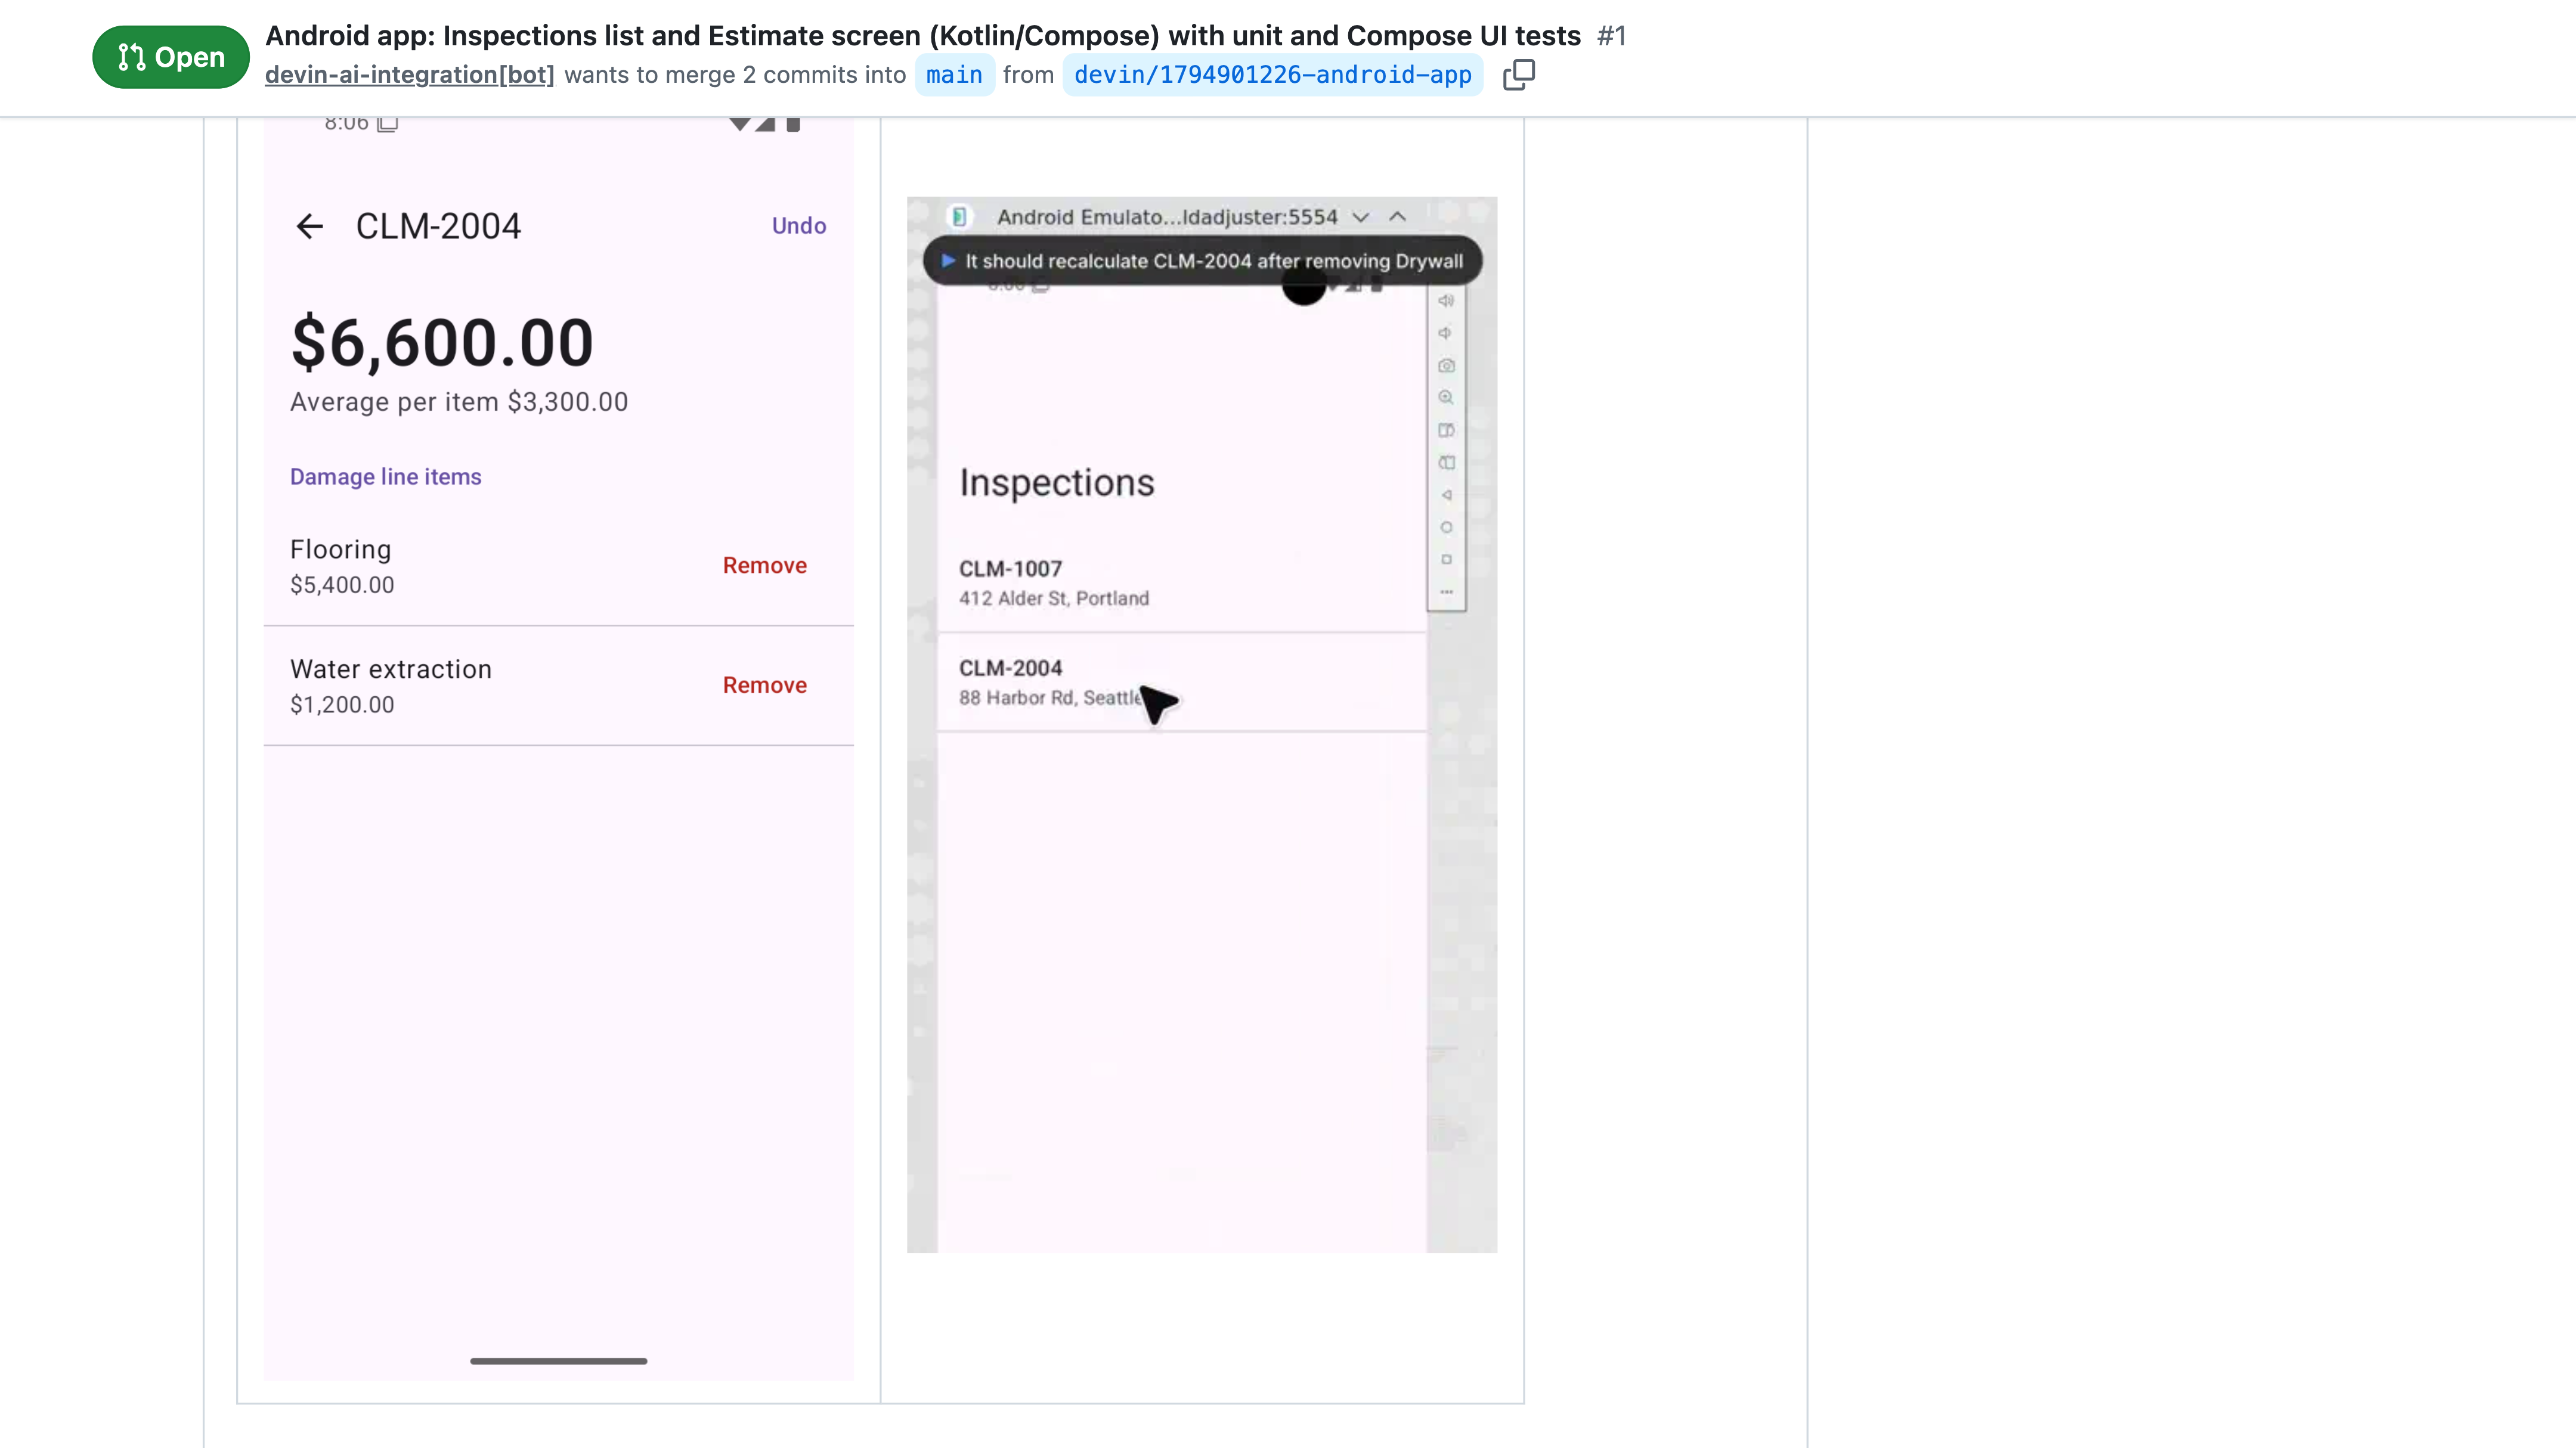 Open
Android app: Inspections list and Estimate screen (Kotlin/Compose) with unit and Compose UI tests #1
devin-ai-integration[bot] wants to merge 2 commits into main from devin/1794901226-android-app
8:06
CLM-2004
Undo
$6,600.00
Average per item $3,300.00
Damage line items
Flooring
$5,400.00
Remove
Water extraction
$1,200.00
Remove
Android Emulato...ldadjuster:5554
It should recalculate CLM-2004 after removing Drywall
Inspections
CLM-1007
412 Alder St, Portland
CLM-2004
88 Harbor Rd, Seattle